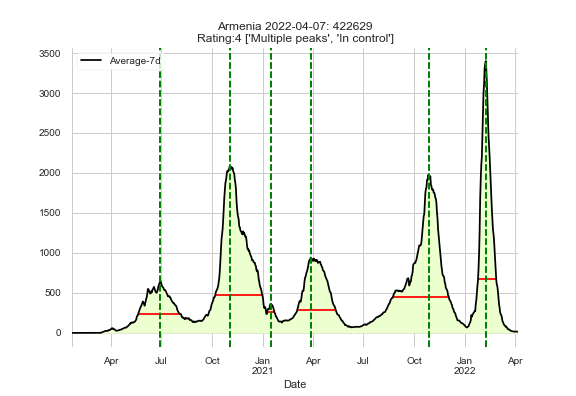 Armenia 2022-04-07: 422629
Rating:4 ['Multiple peaks', 'In control']
Average-7d
3500
3000
2500
2000
1500
1000
500
0
Apr Jul Oct Jan Apr Jul Oct Jan Apr
2021 2022
Date